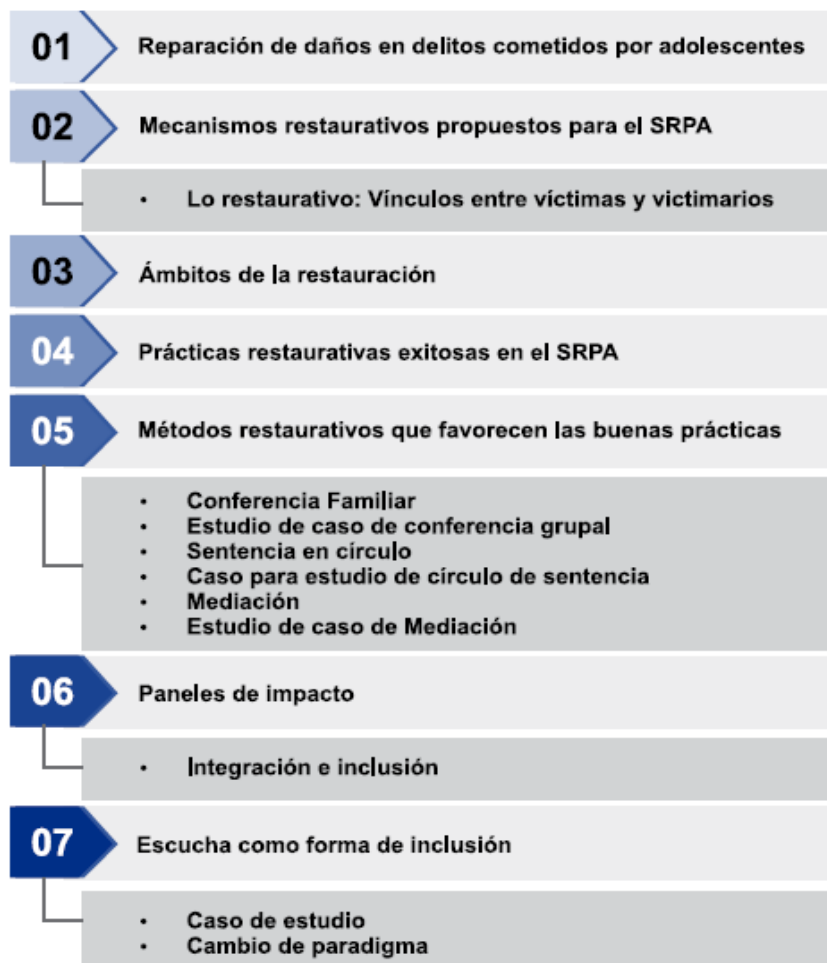 01 Reparación de daños en delitos cometidos por adolescentes
02 Mecanismos restaurativos propuestos para el SRPA
• Lo restaurativo: Vínculos entre víctimas y victimarios
03 Ámbitos de la restauración
04 Prácticas restaurativas exitosas en el SRPA
05 Métodos restaurativos que favorecen las buenas prácticas
• Conferencia Familiar
• Estudio de caso de conferencia grupal
• Sentencia en círculo
• Caso para estudio de círculo de sentencia
• Mediación
• Estudio de caso de Mediación
06 Paneles de impacto
• Integración e inclusión
07 Escucha como forma de inclusión
• Caso de estudio
• Cambio de paradigma